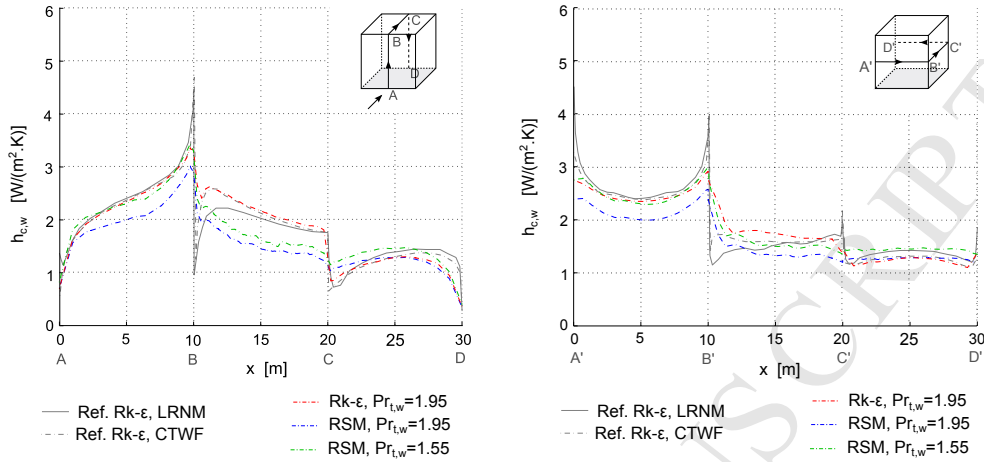 h_c,w [W/(m².K)]
6
5
4
3
2
1
0
0 5 10 15 20 25 30
A B C D
x [m]
C
B
D
A
Ref. Rk-ε, LRNM
Ref. Rk-ε, CTWF
Rk-ε, Pr_t,w=1.95
RSM, Pr_t,w=1.95
RSM, Pr_t,w=1.55
h_c,w [W/(m².K)]
6
5
4
3
2
1
0
0 5 10 15 20 25 30
A' B' C' D'
x [m]
D' C'
A' B'
Ref. Rk-ε, LRNM
Ref. Rk-ε, CTWF
Rk-ε, Pr_t,w=1.95
RSM, Pr_t,w=1.95
RSM, Pr_t,w=1.55
USCRIPT